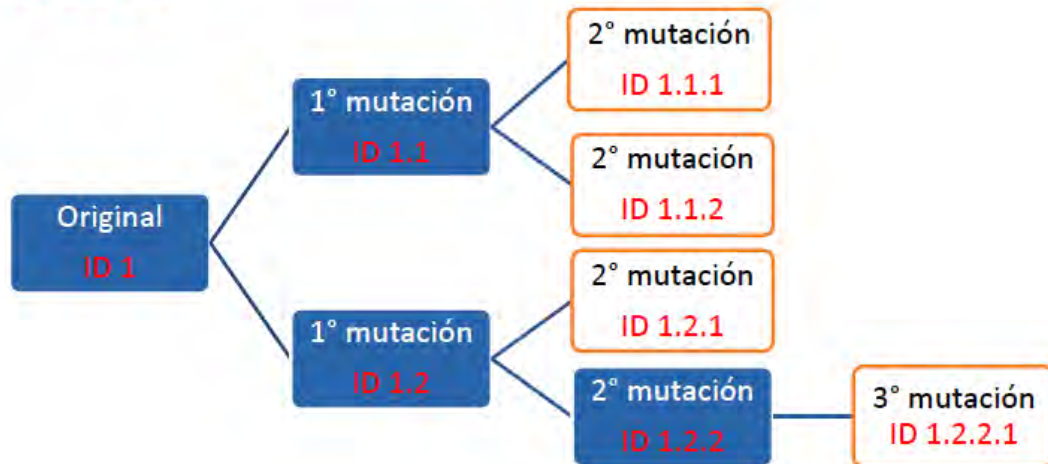 Original
ID 1
1° mutación
ID 1.1
2° mutación
ID 1.1.1
2° mutación
ID 1.1.2
1° mutación
ID 1.2
2° mutación
ID 1.2.1
2° mutación
ID 1.2.2
3° mutación
ID 1.2.2.1